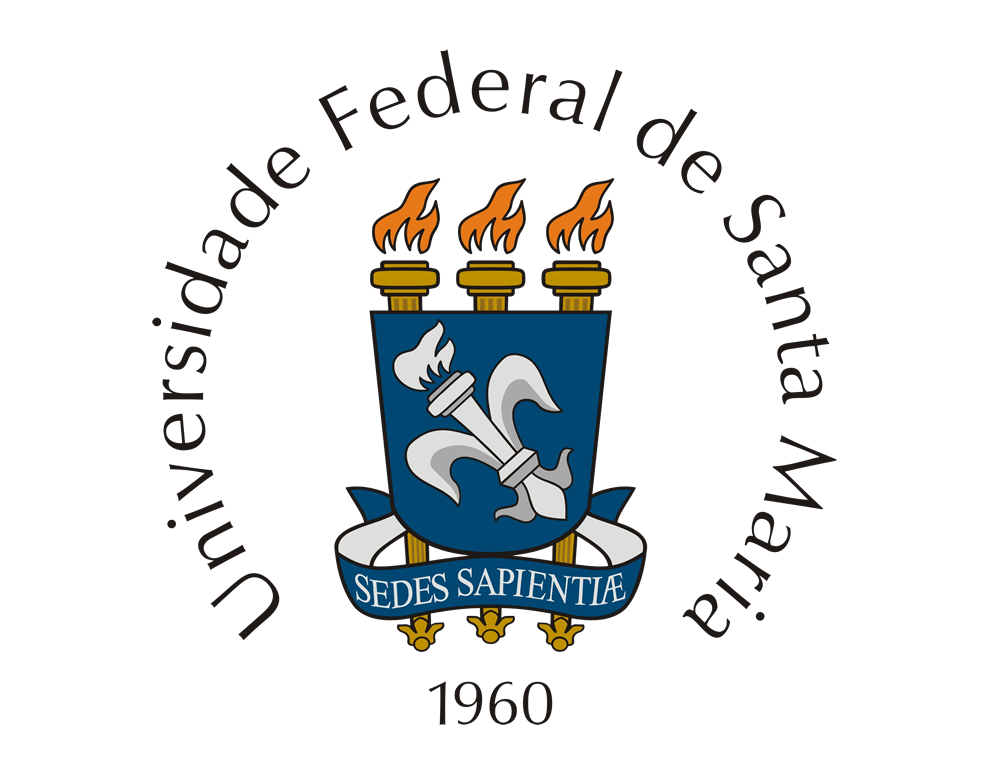 Universidade Federal de Santa Maria
SEDES SAPIENTIÆ
1960